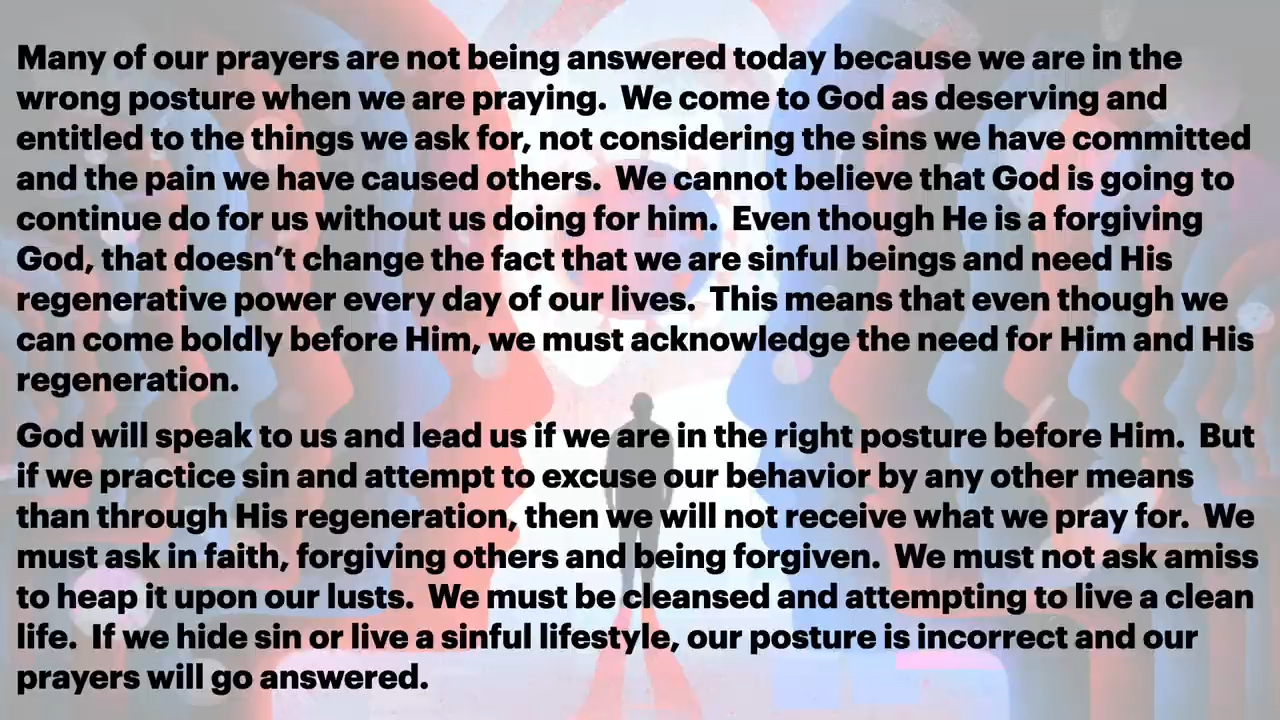 Many of our prayers are not being answered today because we are in the
wrong posture when we are praying.  We come to God as deserving and
entitled to the things we ask for, not considering the sins we have committed
and the pain we have caused others.  We cannot believe that God is going to
continue do for us without us doing for him.  Even though He is a forgiving
God, that doesn’t change the fact that we are sinful beings and need His
regenerative power every day of our lives.  This means that even though we
can come boldly before Him, we must acknowledge the need for Him and His
regeneration.
God will speak to us and lead us if we are in the right posture before Him.  But
if we practice sin and attempt to excuse our behavior by any other means
than through His regeneration, then we will not receive what we pray for.  We
must ask in faith, forgiving others and being forgiven.  We must not ask amiss
to heap it upon our lusts.  We must be cleansed and attempting to live a clean
life.  If we hide sin or live a sinful lifestyle, our posture is incorrect and our
prayers will go answered.